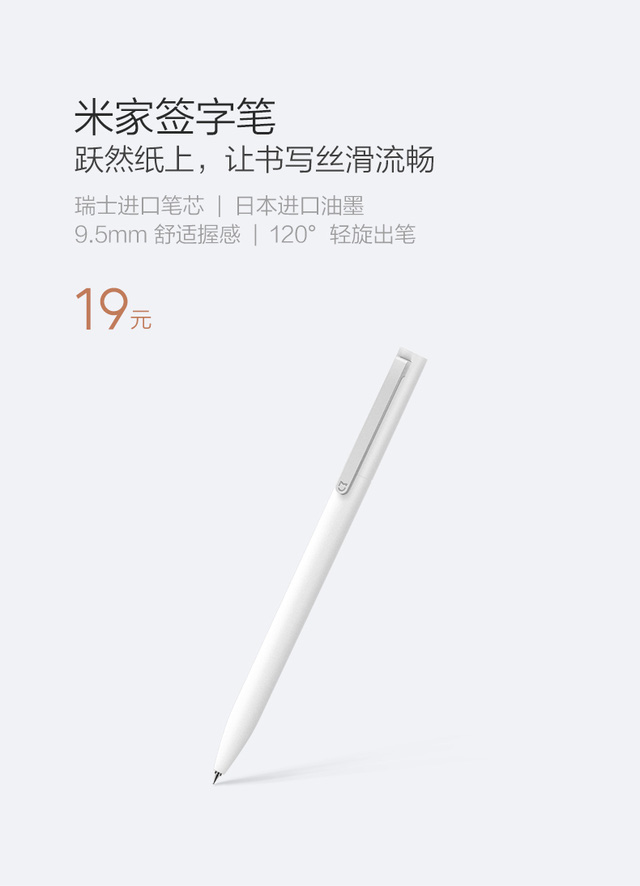 米家签字笔
跃然纸上，让书写丝滑流畅
瑞士进口笔芯 | 日本进口油墨
9.5mm 舒适握感 | 120° 轻旋出笔
19元